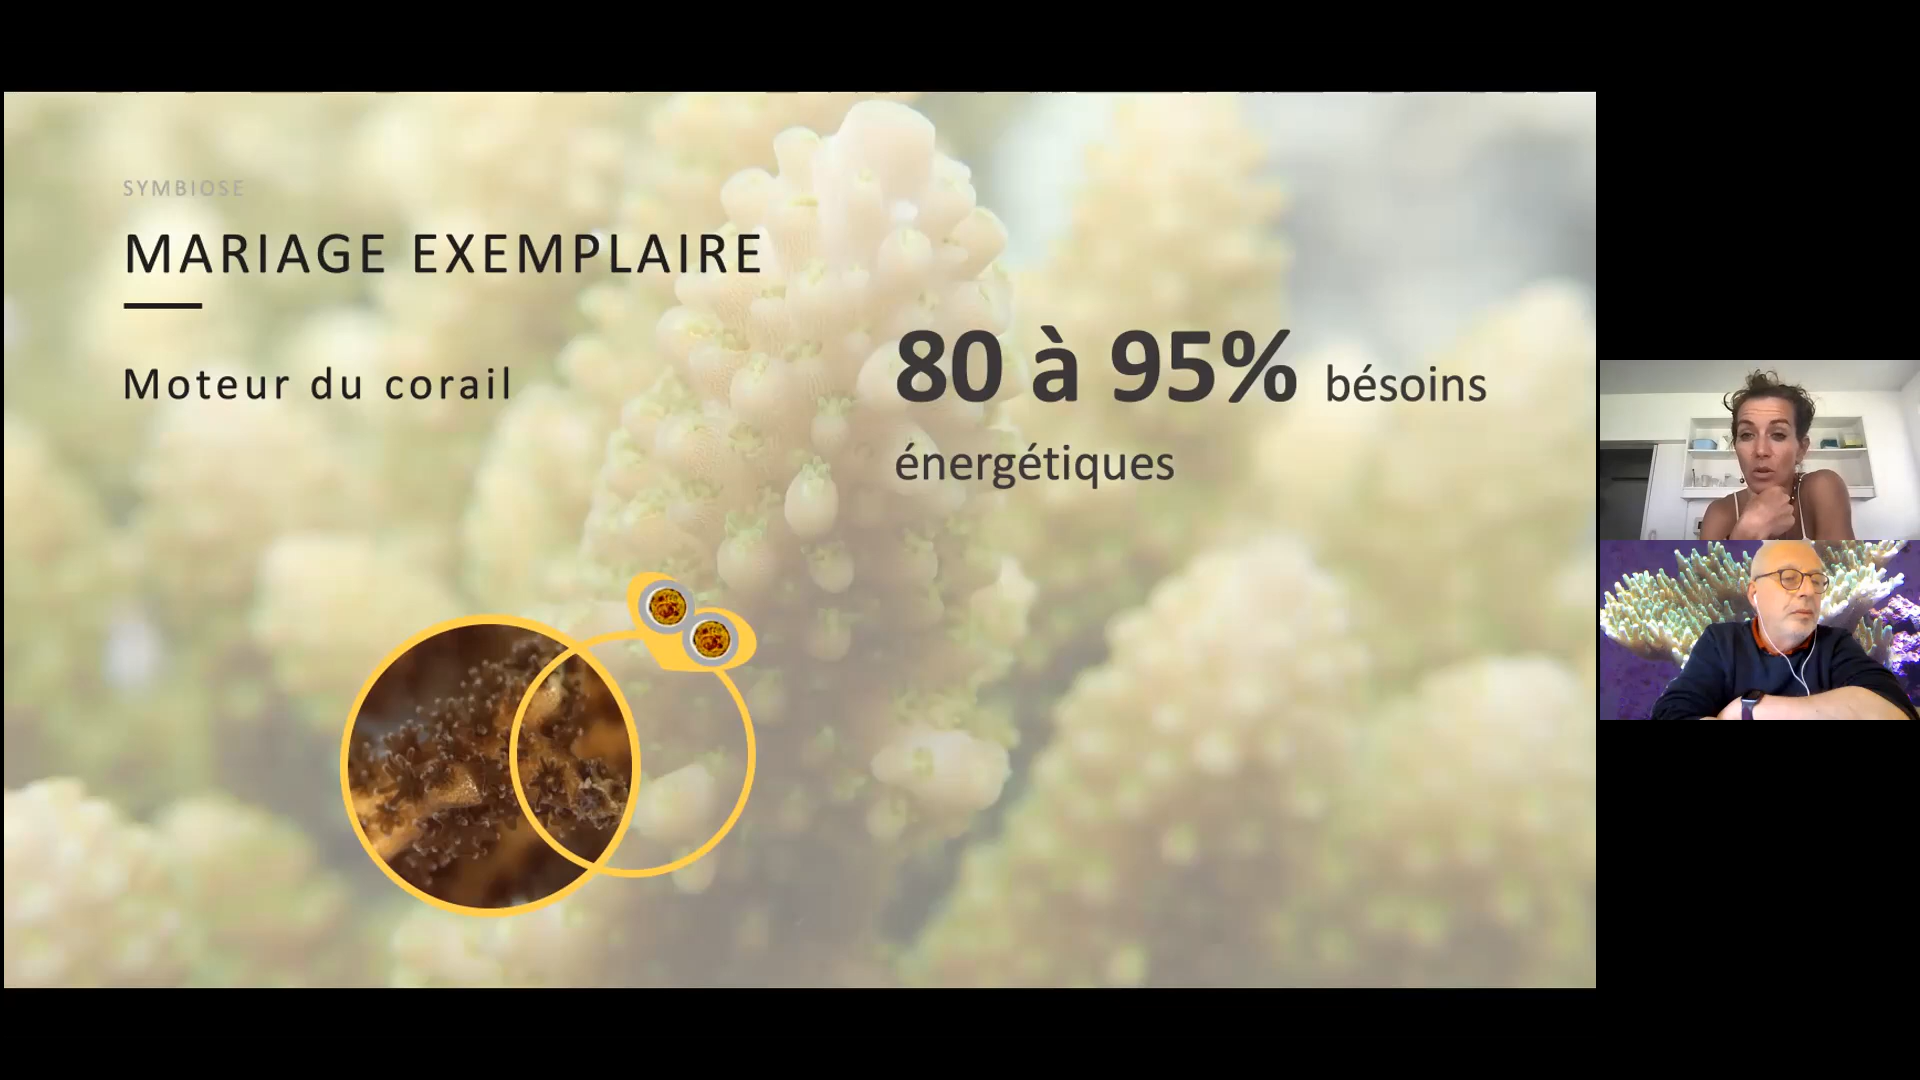 SYMBIOSE
MARIAGE EXEMPLAIRE
Moteur du corail
80 à 95% bésoins
énergétiques